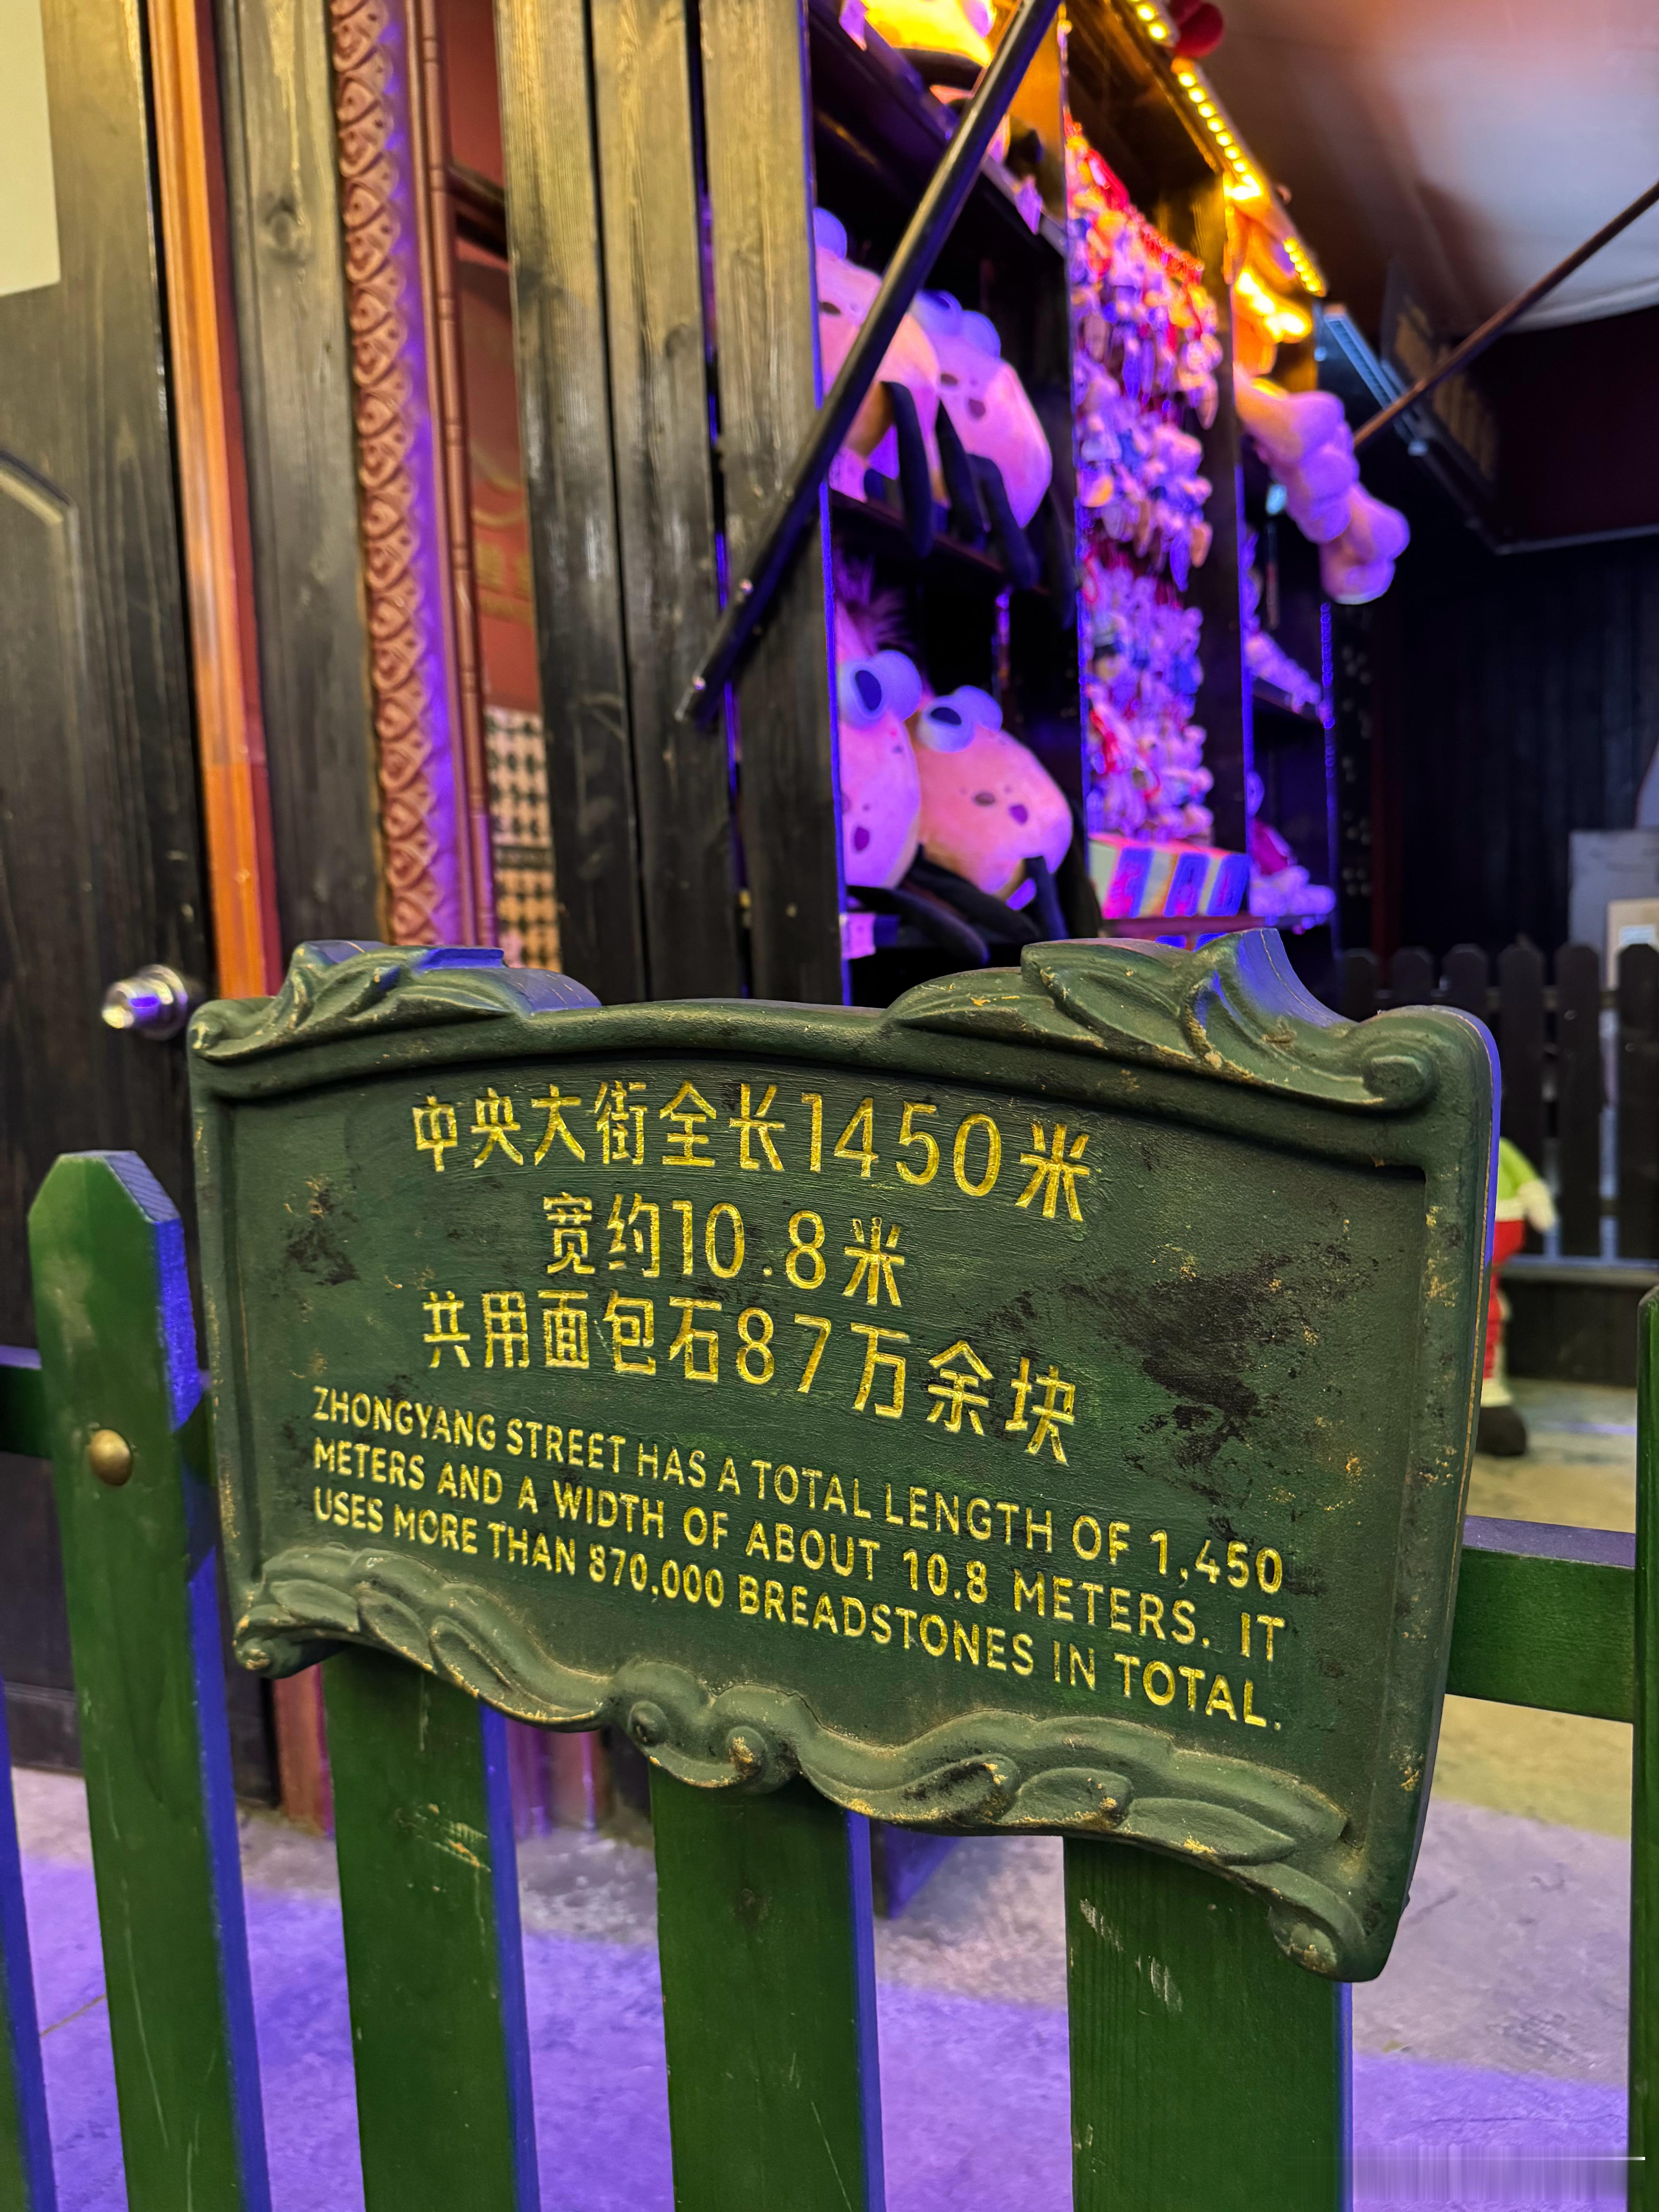 中央大街全长1450米
宽约10.8米
共用面包石87万余块
ZHONGYANG STREET HAS A TOTAL LENGTH OF 1,450
METERS AND A WIDTH OF ABOUT 10.8 METERS. IT
USES MORE THAN 870,000 BREADSTONES IN TOTAL.